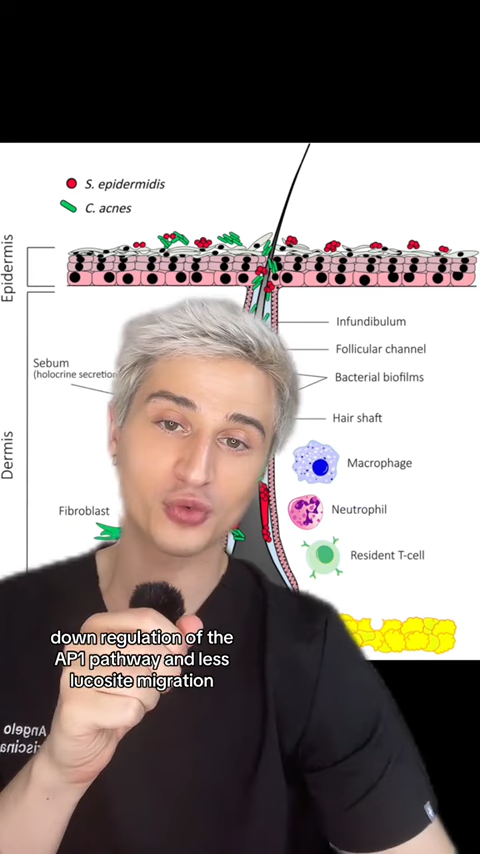 S. epidermidis
C. acnes
Epidermis
Infundibulum
Follicular channel
Sebum
(holocrine secretion
Bacterial biofilms
Hair shaft
Dermis
Macrophage
Neutrophil
Fibroblast
Resident T-cell
down regulation of the
AP1 pathway and less
lucosite migration
Angelo